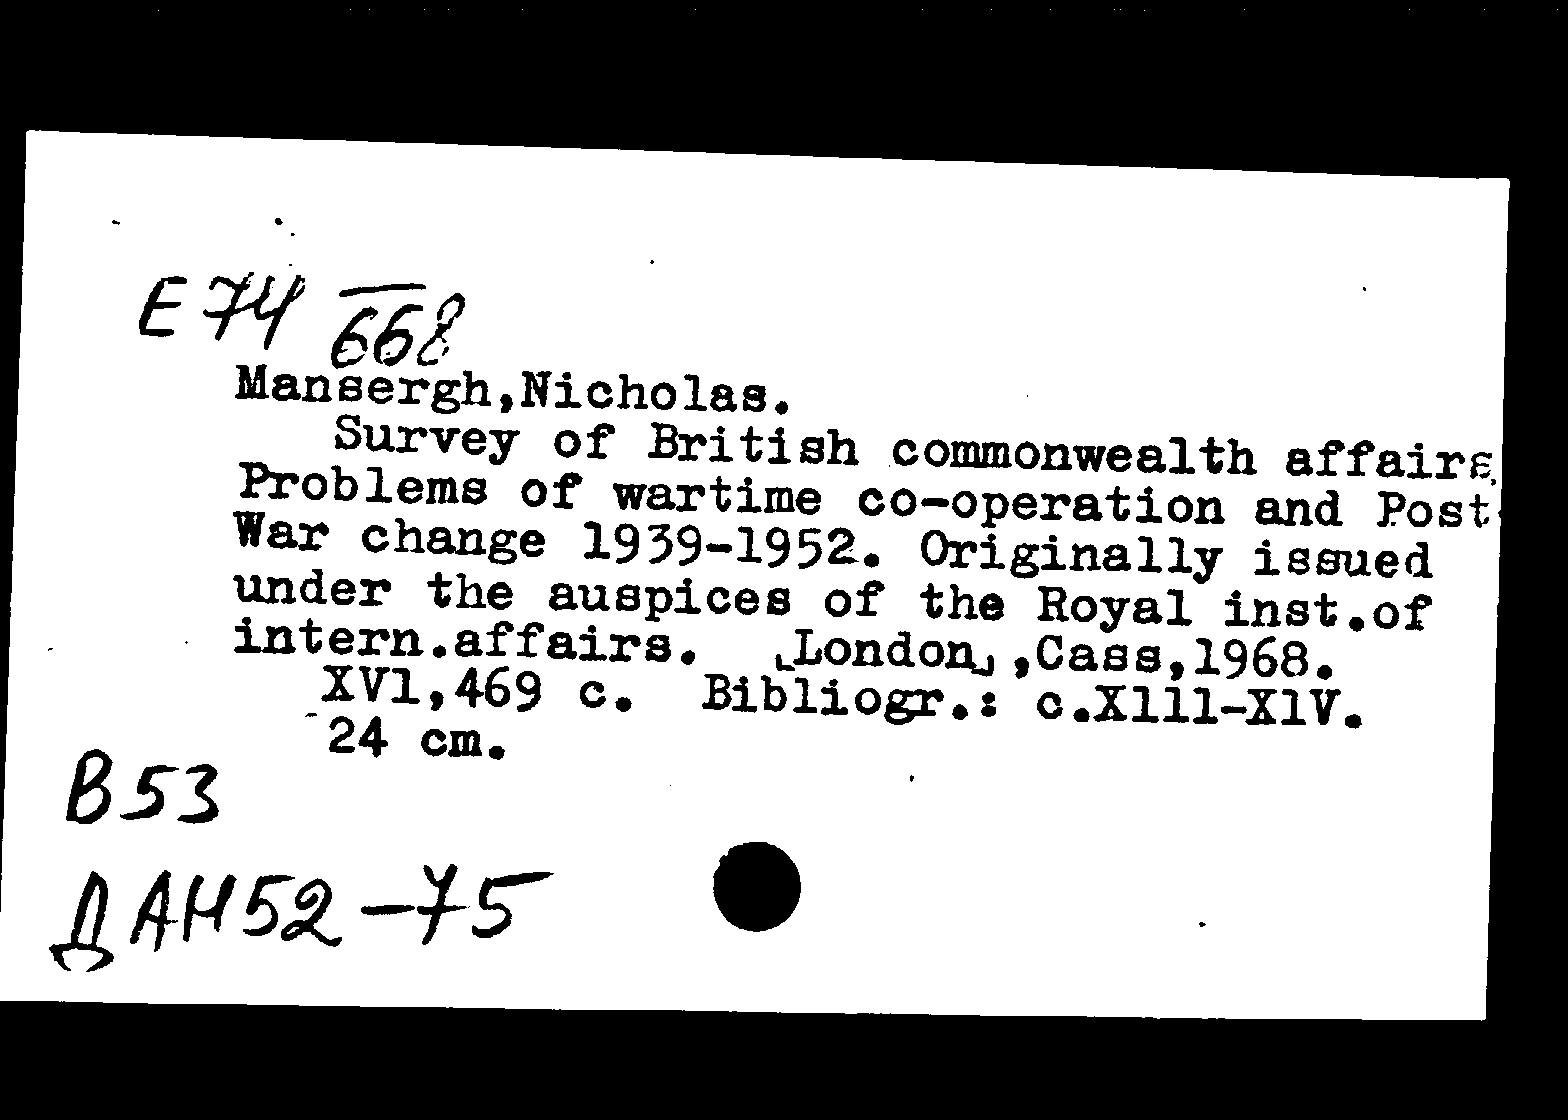 E 74 668
Mansergh,Nicholas.
Survey of British commonwealth affairs.
Problems of wartime co-operation and Post
War change 1939-1952. Originally issued
under the auspices of the Royal inst.of
intern.affairs. [London],Cass,1968.
XVl,469 c. Bibliogr.: c.Xlll-XlV.
24 cm.
B53
ДАН52-75